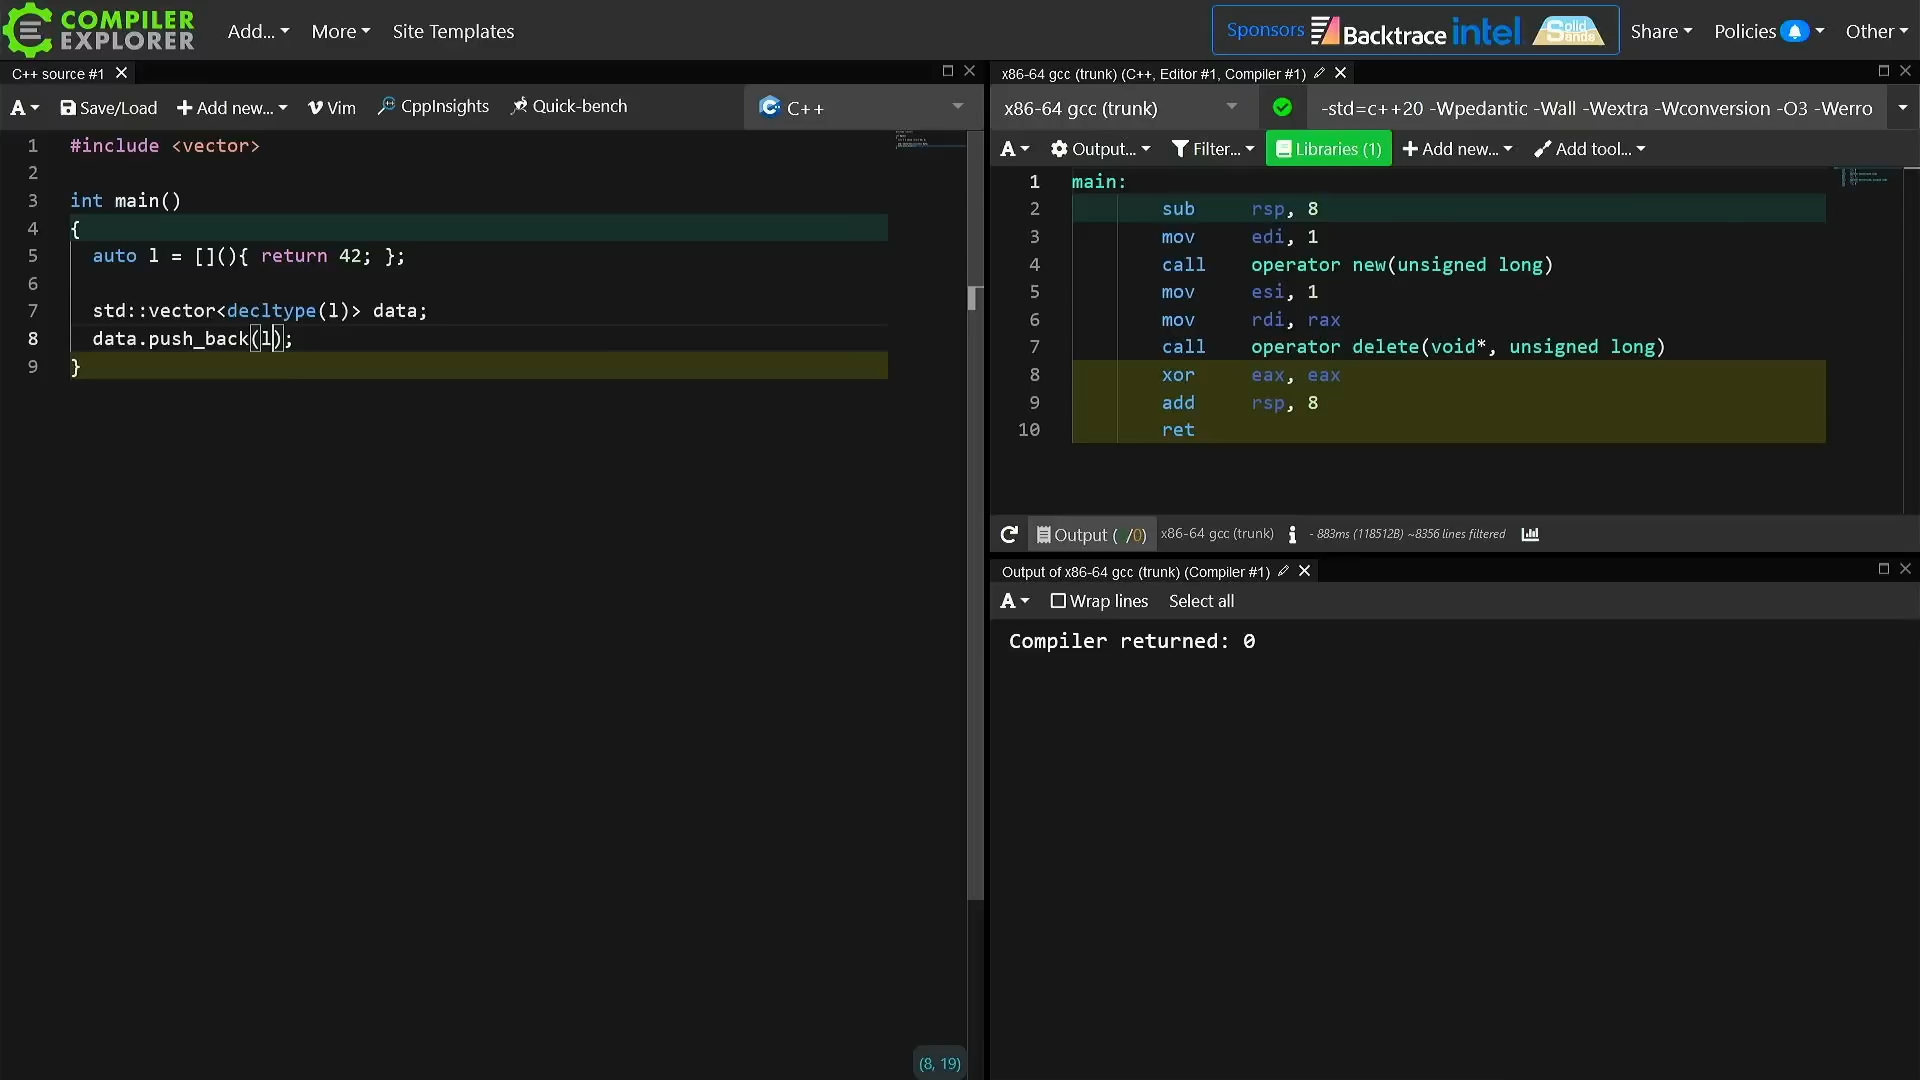 COMPILER
EXPLORER
Add...
More
Site Templates
Sponsors
Backtrace
intel
Solid
Sands
Share
Policies
Other
C++ source #1
A
Save/Load
Add new...
Vim
CppInsights
Quick-bench
C++
1 #include <vector>
2
3 int main()
4 {
5 auto l = [](){ return 42; };
6
7 std::vector<decltype(l)> data;
8 data.push_back(l);
9 }
(8, 19)
x86-64 gcc (trunk) (C++, Editor #1, Compiler #1)
x86-64 gcc (trunk)
-std=c++20 -Wpedantic -Wall -Wextra -Wconversion -O3 -Werro
A
Output...
Filter...
Libraries (1)
Add new...
Add tool...
1 main:
2 sub rsp, 8
3 mov edi, 1
4 call operator new(unsigned long)
5 mov esi, 1
6 mov rdi, rax
7 call operator delete(void*, unsigned long)
8 xor eax, eax
9 add rsp, 8
10 ret
Output ( /0)
x86-64 gcc (trunk)
- 883ms (118512B) ~8356 lines filtered
Output of x86-64 gcc (trunk) (Compiler #1)
A
Wrap lines
Select all
Compiler returned: 0